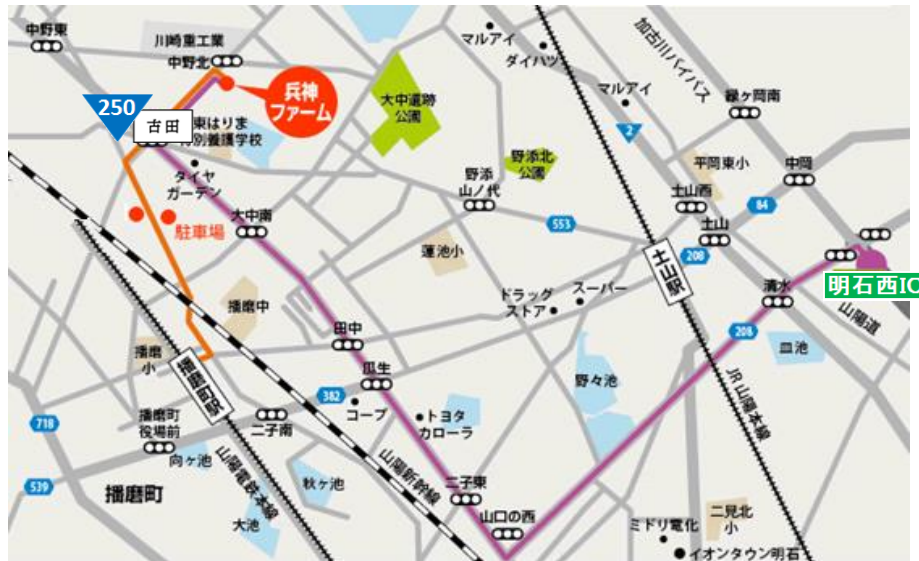 中野東
川崎重工業
中野北
兵神
ファーム
250
古田
東はりま
特別養護学校
タイヤ
ガーデン
駐車場
大中南
大中遺跡
公園
マルアイ
ダイハツ
マルアイ
2
加古川バイパス
緑ヶ岡南
平岡東小
中岡
野添北
公園
野添
山ノ代
553
土山西
土山
84
208
土山駅
蓮池小
明石西IC
清水
山陽道
208
皿池
ドラッグ
ストア
スーパー
播磨中
田中
瓜生
播磨
小
播磨町駅
382
コープ
トヨタ
カローラ
野々池
JR山陽本線
718
播磨町
役場前
二子南
向ヶ池
山陽電鉄本線
秋ヶ池
山陽新幹線
二子東
山口の西
539
播磨町
大池
ミドリ電化
二見北
小
イオンタウン明石